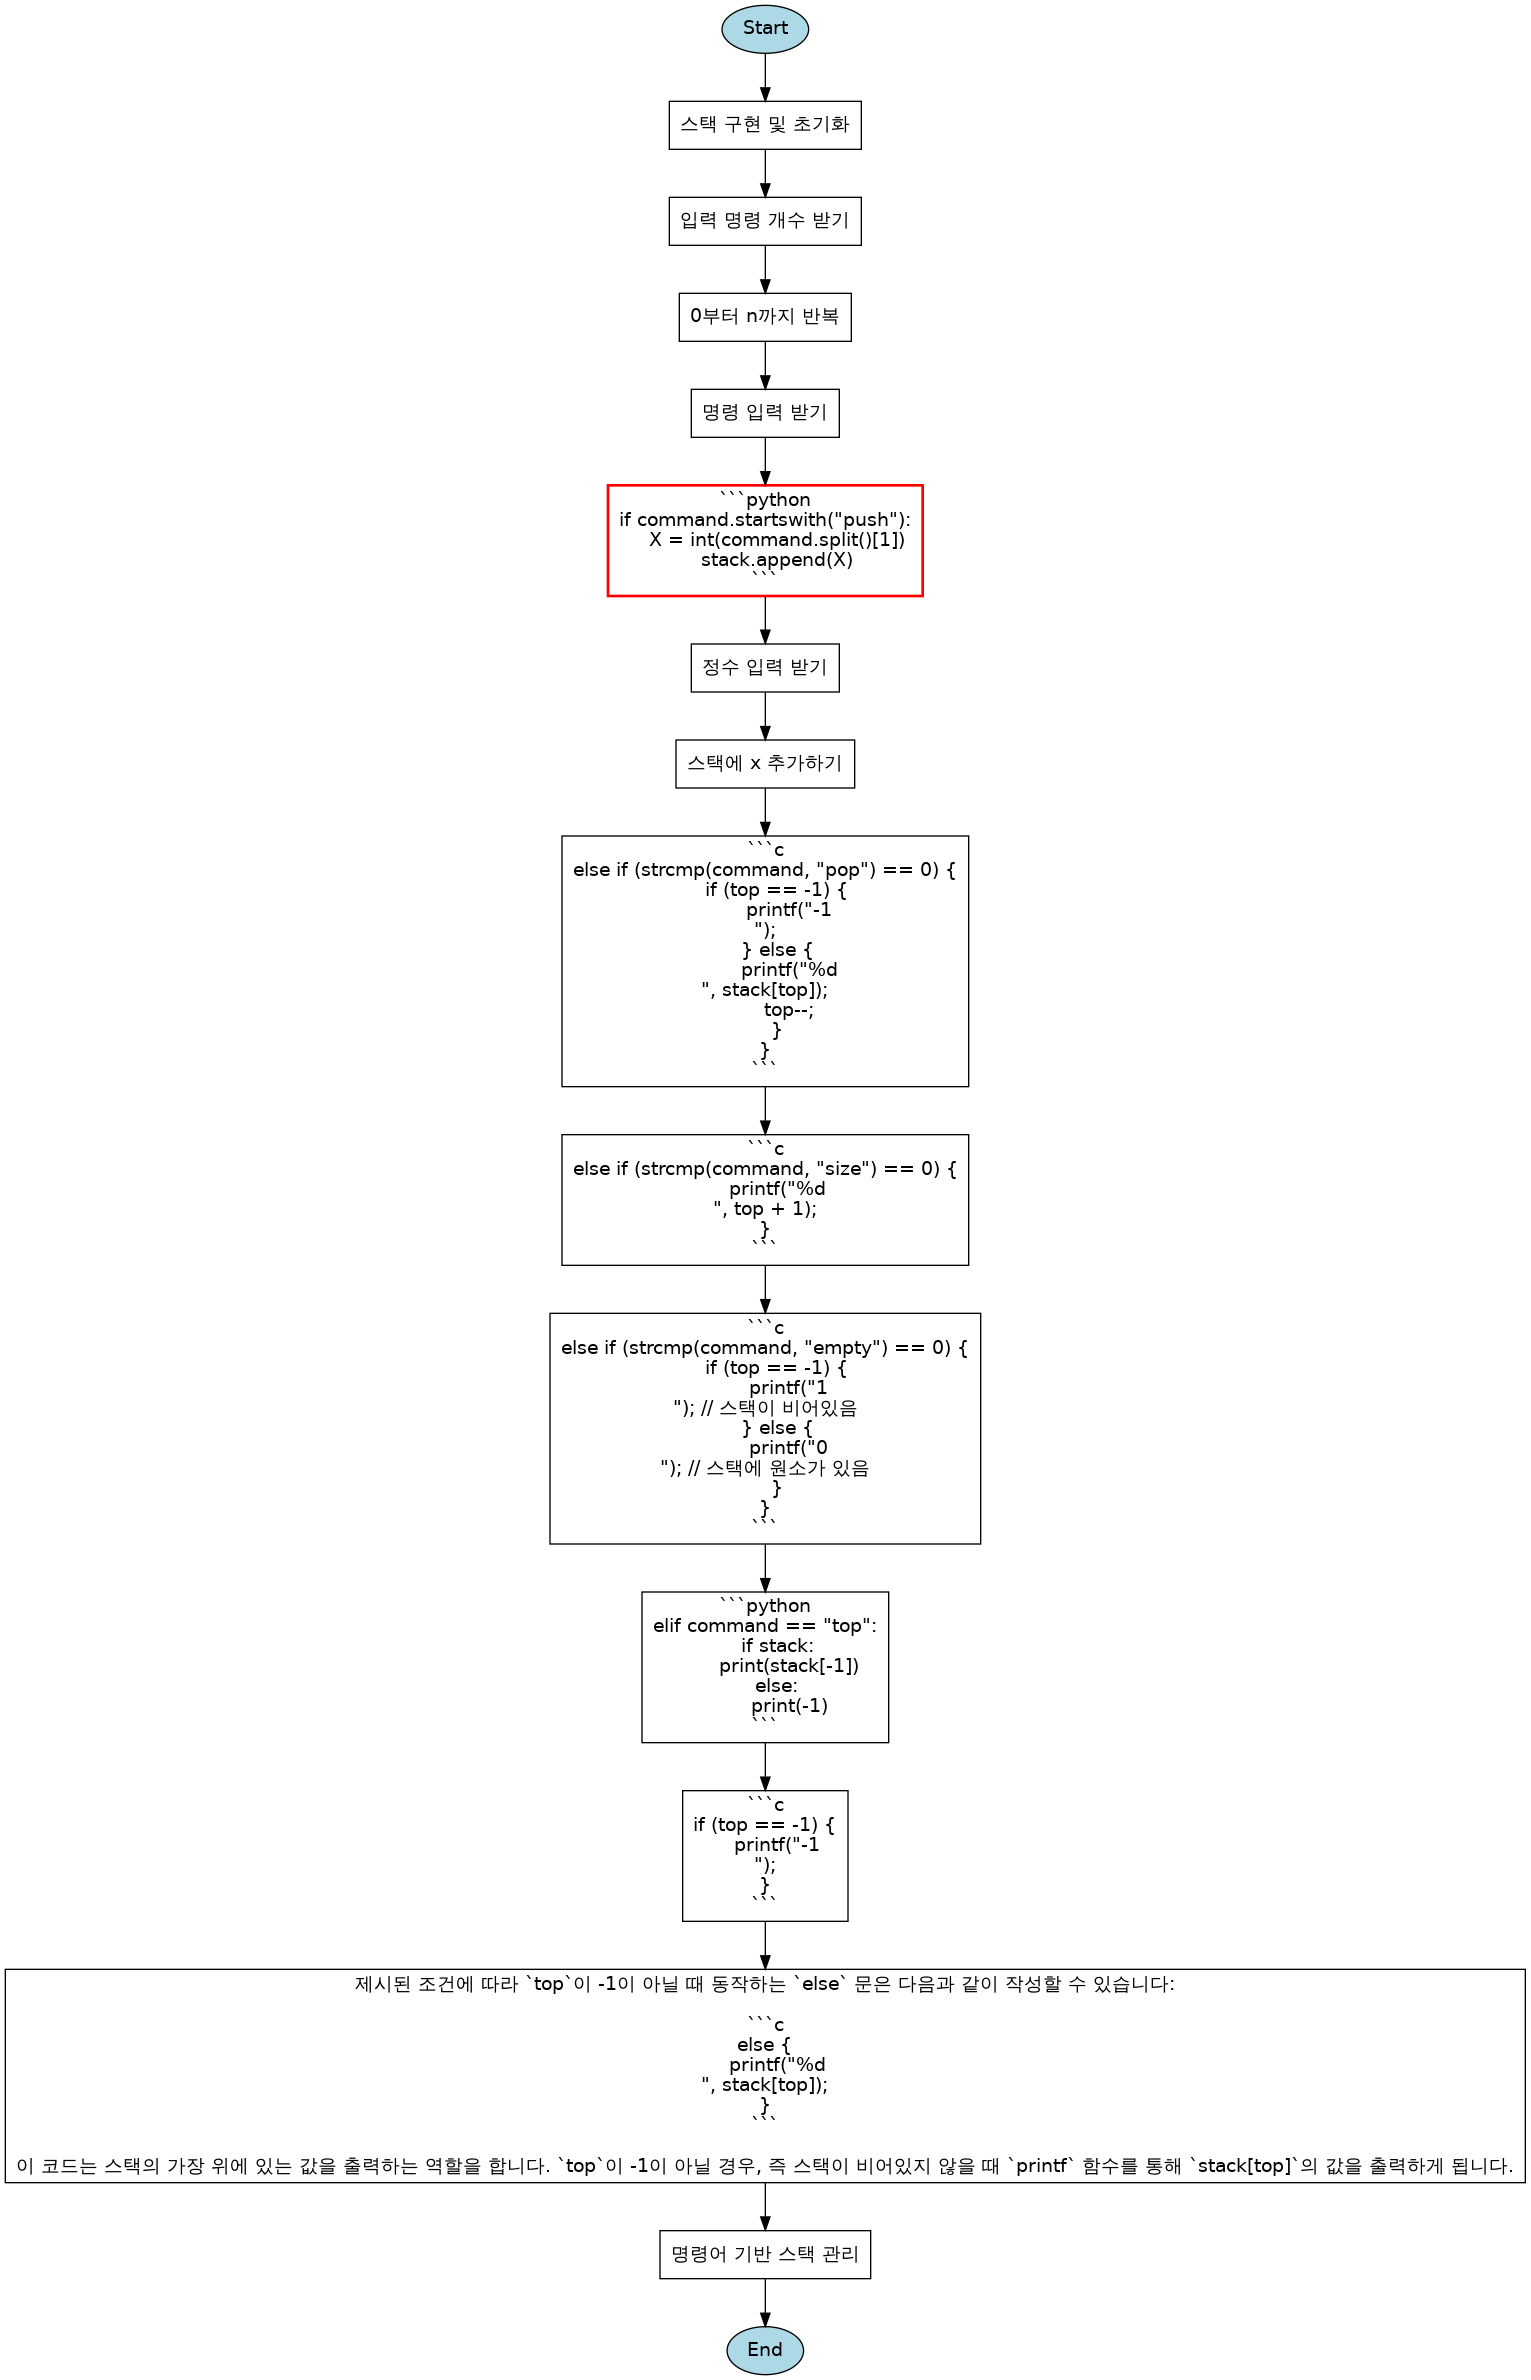 Start
스택 구현 및 초기화
입력 명령 개수 받기
0부터 n까지 반복
명령 입력 받기
```python
if command.startswith("push"):
    X = int(command.split()[1])
    stack.append(X)
```
정수 입력 받기
스택에 x 추가하기
```c
else if (strcmp(command, "pop") == 0) {
    if (top == -1) {
        printf("-1
");
    } else {
        printf("%d
", stack[top]);
        top--;
    }
}
```
```c
else if (strcmp(command, "size") == 0) {
    printf("%d
", top + 1);
}
```
```c
else if (strcmp(command, "empty") == 0) {
    if (top == -1) {
        printf("1
"); // 스택이 비어있음
    } else {
        printf("0
"); // 스택에 원소가 있음
    }
}
```
```python
elif command == "top":
    if stack:
        print(stack[-1])
    else:
        print(-1)
```
```c
if (top == -1) {
    printf("-1
");
}
```
제시된 조건에 따라 `top`이 -1이 아닐 때 동작하는 `else` 문은 다음과 같이 작성할 수 있습니다:
```c
else {
    printf("%d
", stack[top]);
}
```
이 코드는 스택의 가장 위에 있는 값을 출력하는 역할을 합니다. `top`이 -1이 아닐 경우, 즉 스택이 비어있지 않을 때 `printf` 함수를 통해 `stack[top]`의 값을 출력하게 됩니다.
명령어 기반 스택 관리
End